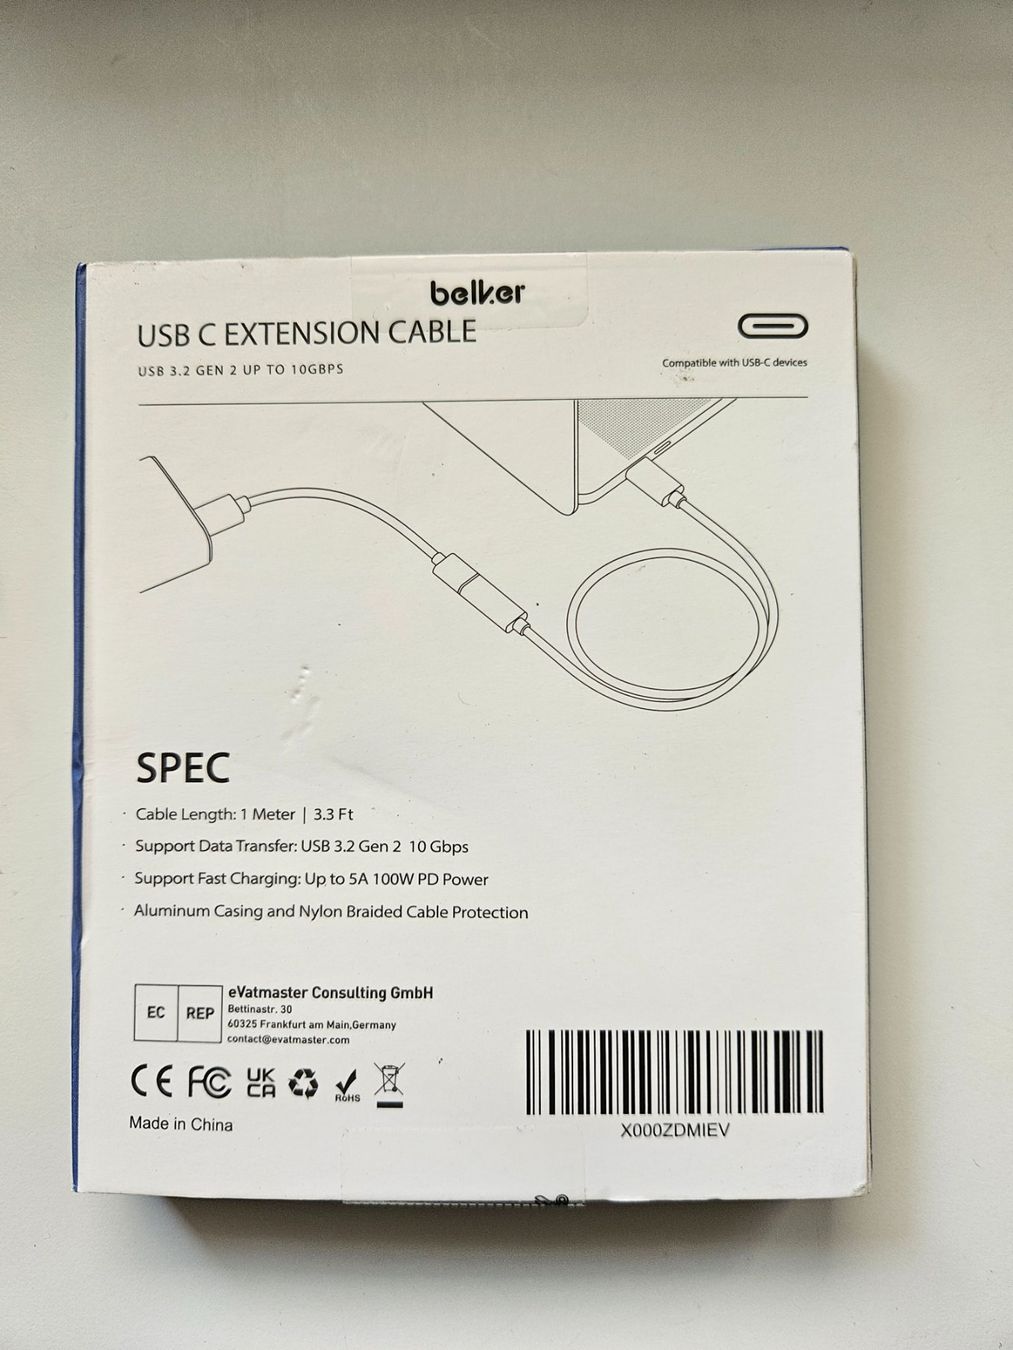 belker
USB C EXTENSION CABLE
USB 3.2 GEN 2 UP TO 10GBPS
Compatible with USB-C devices
SPEC
· Cable Length: 1 Meter | 3.3 Ft
· Support Data Transfer: USB 3.2 Gen 2 10 Gbps
· Support Fast Charging: Up to 5A 100W PD Power
· Aluminum Casing and Nylon Braided Cable Protection
EC REP
eVatmaster Consulting GmbH
Bettinastr. 30
60325 Frankfurt am Main,Germany
contact@evatmaster.com
CE FC UK CA RoHS
Made in China
X000ZDMIEV